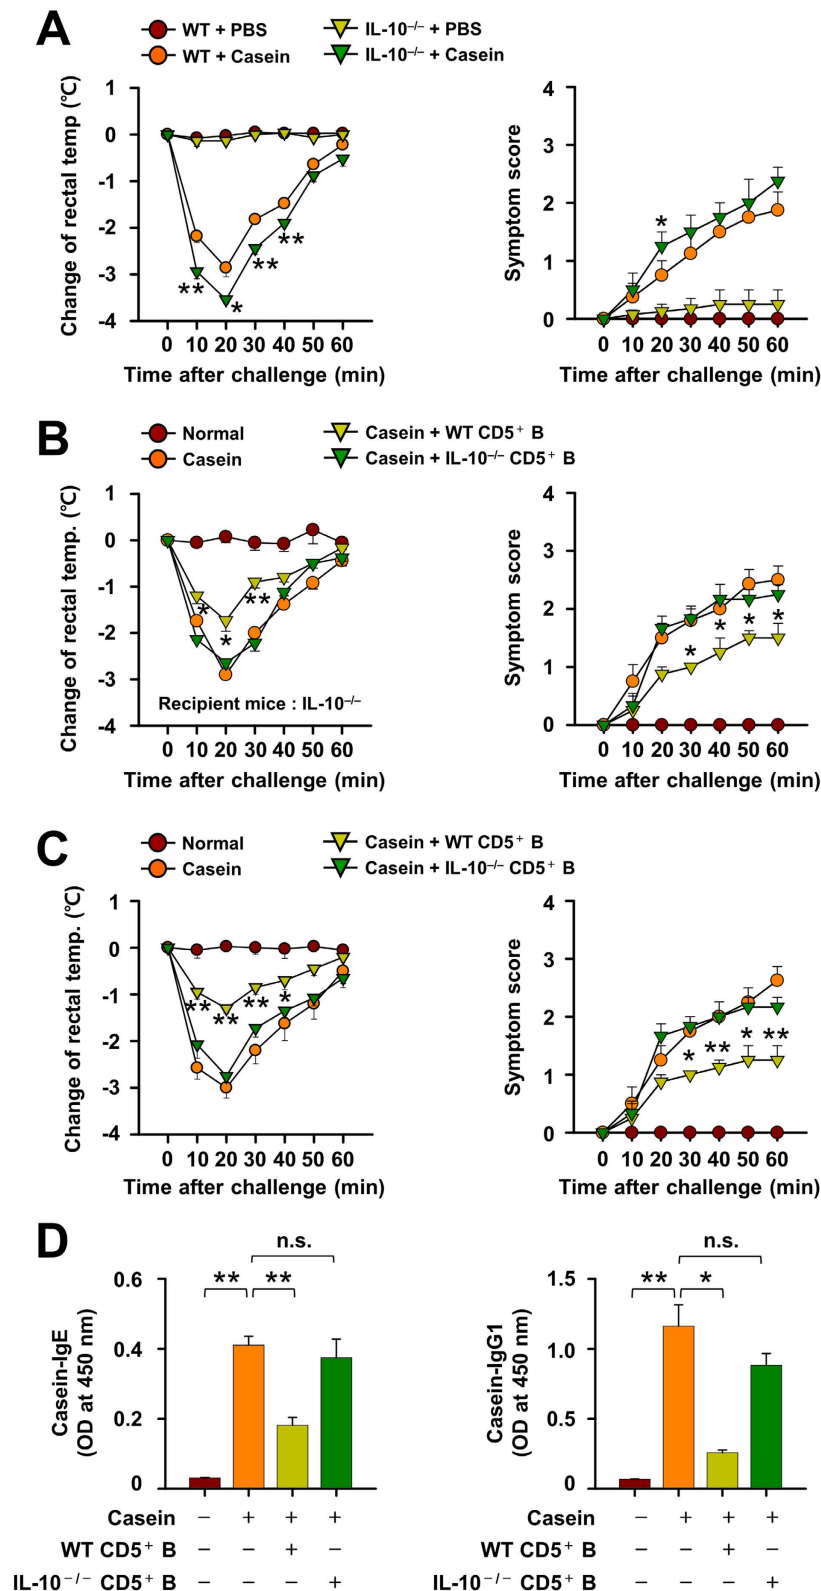 A
WT + PBS
WT + Casein
IL-10⁻/⁻ + PBS
IL-10⁻/⁻ + Casein
Change of rectal temp (℃)
1
0
-1
-2
-3
-4
**
*
**
**
0 10 20 30 40 50 60
Time after challenge (min)
Symptom score
4
3
2
1
0
*
0 10 20 30 40 50 60
Time after challenge (min)
B
Normal
Casein
Casein + WT CD5⁺ B
Casein + IL-10⁻/⁻ CD5⁺ B
Change of rectal temp. (℃)
1
0
-1
-2
-3
-4
*
*
**
Recipient mice : IL-10⁻/⁻
0 10 20 30 40 50 60
Time after challenge (min)
Symptom score
4
3
2
1
0
* * * *
0 10 20 30 40 50 60
Time after challenge (min)
C
Normal
Casein
Casein + WT CD5⁺ B
Casein + IL-10⁻/⁻ CD5⁺ B
Change of rectal temp. (℃)
1
0
-1
-2
-3
-4
** ** ** *
0 10 20 30 40 50 60
Time after challenge (min)
Symptom score
4
3
2
1
0
* ** * **
0 10 20 30 40 50 60
Time after challenge (min)
D
Casein-IgE
(OD at 450 nm)
0.6
0.4
0.2
0
n.s.
** **
Casein − + + +
WT CD5⁺ B − − + −
IL-10⁻/⁻ CD5⁺ B − − − +
Casein-IgG1
(OD at 450 nm)
1.5
1.0
0.5
0
n.s.
** *
Casein − + + +
WT CD5⁺ B − − + −
IL-10⁻/⁻ CD5⁺ B − − − +